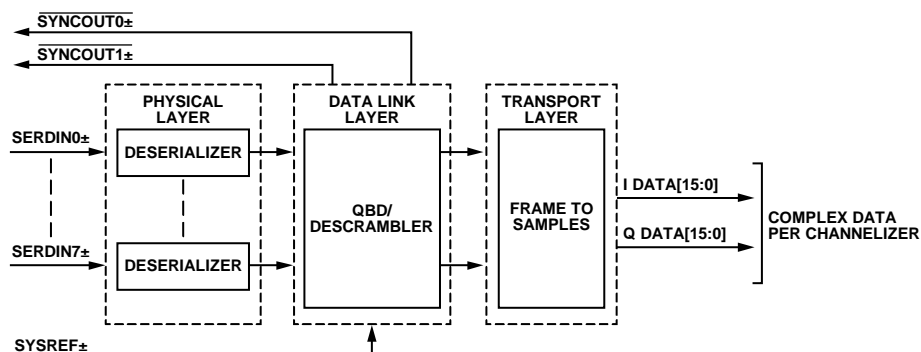 SYNCOUT0±
SYNCOUT1±
PHYSICAL
LAYER
DATA LINK
LAYER
TRANSPORT
LAYER
SERDIN0±
DESERIALIZER
QBD/
DESCRAMBLER
FRAME TO
SAMPLES
I DATA[15:0]
Q DATA[15:0]
COMPLEX DATA
PER CHANNELIZER
SERDIN7±
DESERIALIZER
SYSREF±